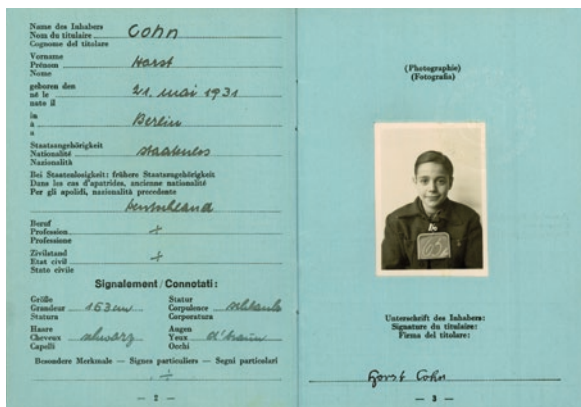 Name des Inhabers
Nom du titulaire Cohn
Cognome del titolare
Vorname
Prénom Horst
Nome
geboren den
né le 21. mai 1931
nato il
in
à Berlin
a
Staatsangehörigkeit
Nationalité staatenlos
Nazionalità
Bei Staatenlosigkeit: frühere Staatszugehörigkeit
Dans les cas d'apatrides, ancienne nationalité
Per gli apolidi, nazionalità precedente
Deutschland
Beruf
Profession
Professione
Zivilstand
Etat civil
Stato civile
Signalement / Connotati:
Größe Statur
Grandeur 163 cm Corpulence schlank
Statura Corporatura
Haare Augen
Cheveux schwarz Yeux d'braun
Capelli Occhi
Besondere Merkmale — Signes particuliers — Segni particolari
— 2 —
(Photographie)
(Fotografia)
Unterschrift des Inhabers:
Signature du titulaire:
Firma del titolare:
Horst Cohn
— 3 —